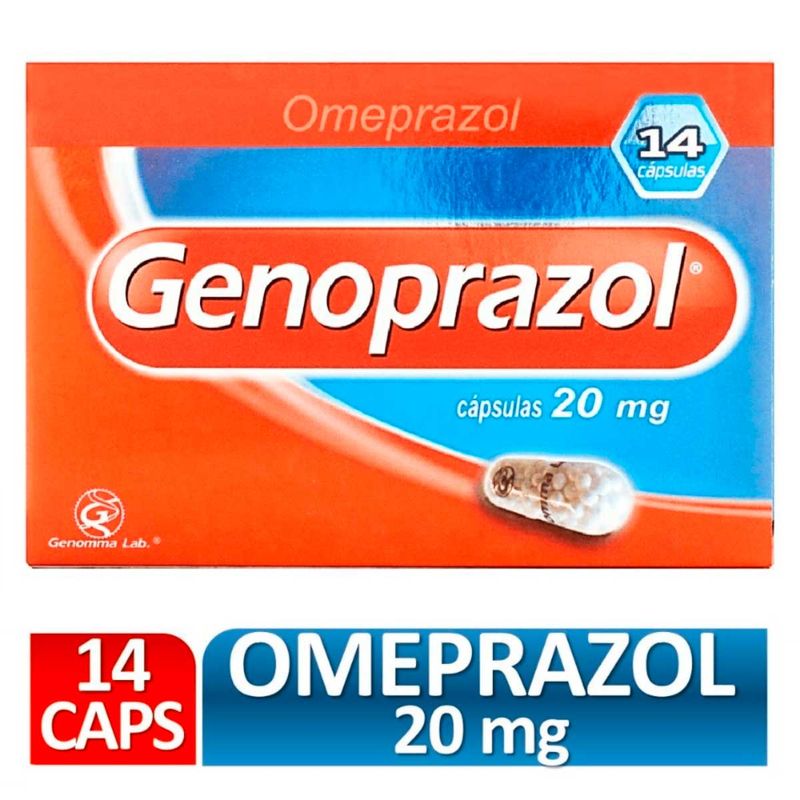 Omeprazol
14
cápsulas
Genoprazol®
cápsulas 20 mg
Genomma Lab.®
14
CAPS
OMEPRAZOL
20 mg